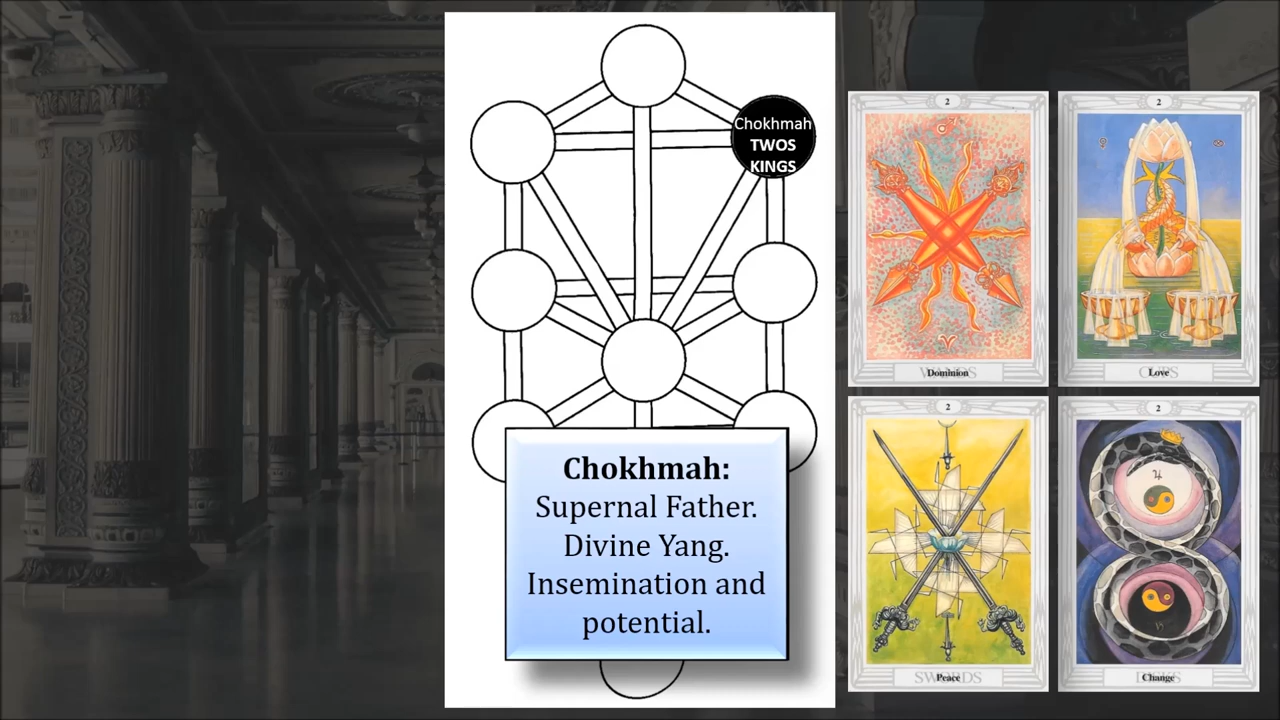 Chokhmah
TWOS
KINGS
Chokhmah:
Supernal Father.
Divine Yang.
Insemination and
potential.
2
Dominion
2
Love
2
Peace
2
Change